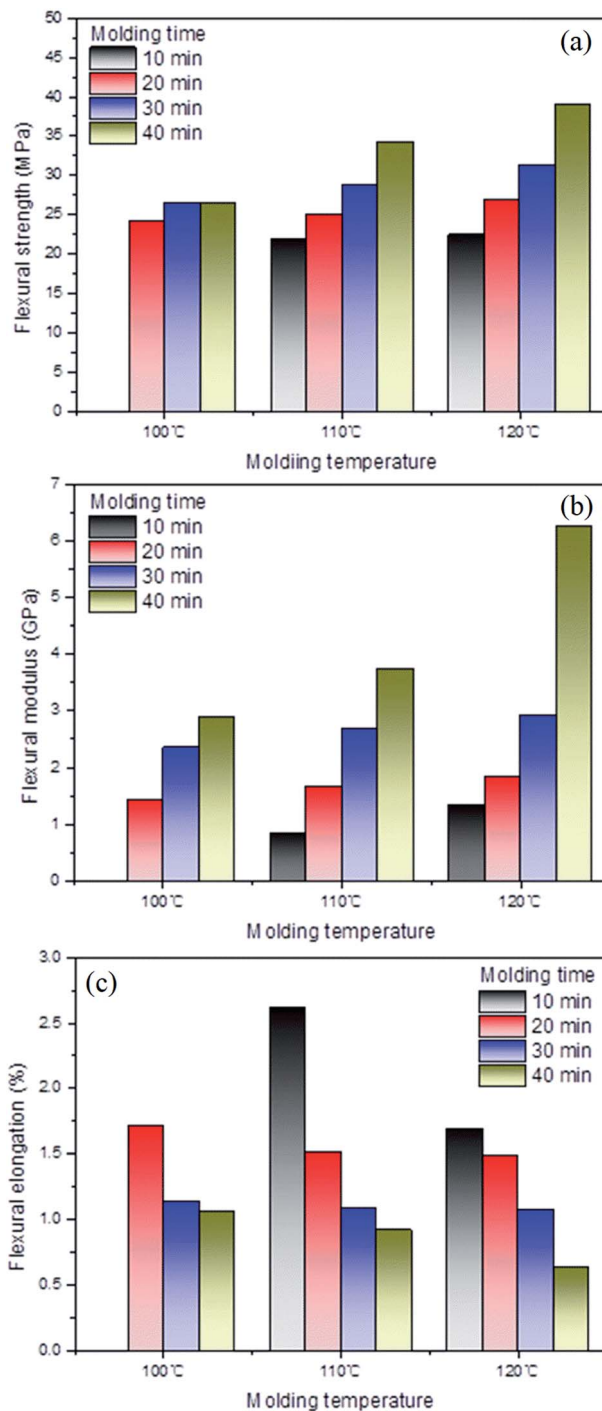 50
45
40
35
30
25
20
15
10
5
0
Flexural strength (MPa)
Molding time
10 min
20 min
30 min
40 min
(a)
100℃
110℃
120℃
Moldiing temperature
7
6
5
4
3
2
1
0
Flexural modulus (GPa)
Molding time
10 min
20 min
30 min
40 min
(b)
100℃
110℃
120℃
Molding temperature
3.0
2.5
2.0
1.5
1.0
0.5
0.0
Flexural elongation (%)
(c)
Molding time
10 min
20 min
30 min
40 min
100℃
110℃
120℃
Molding temperature